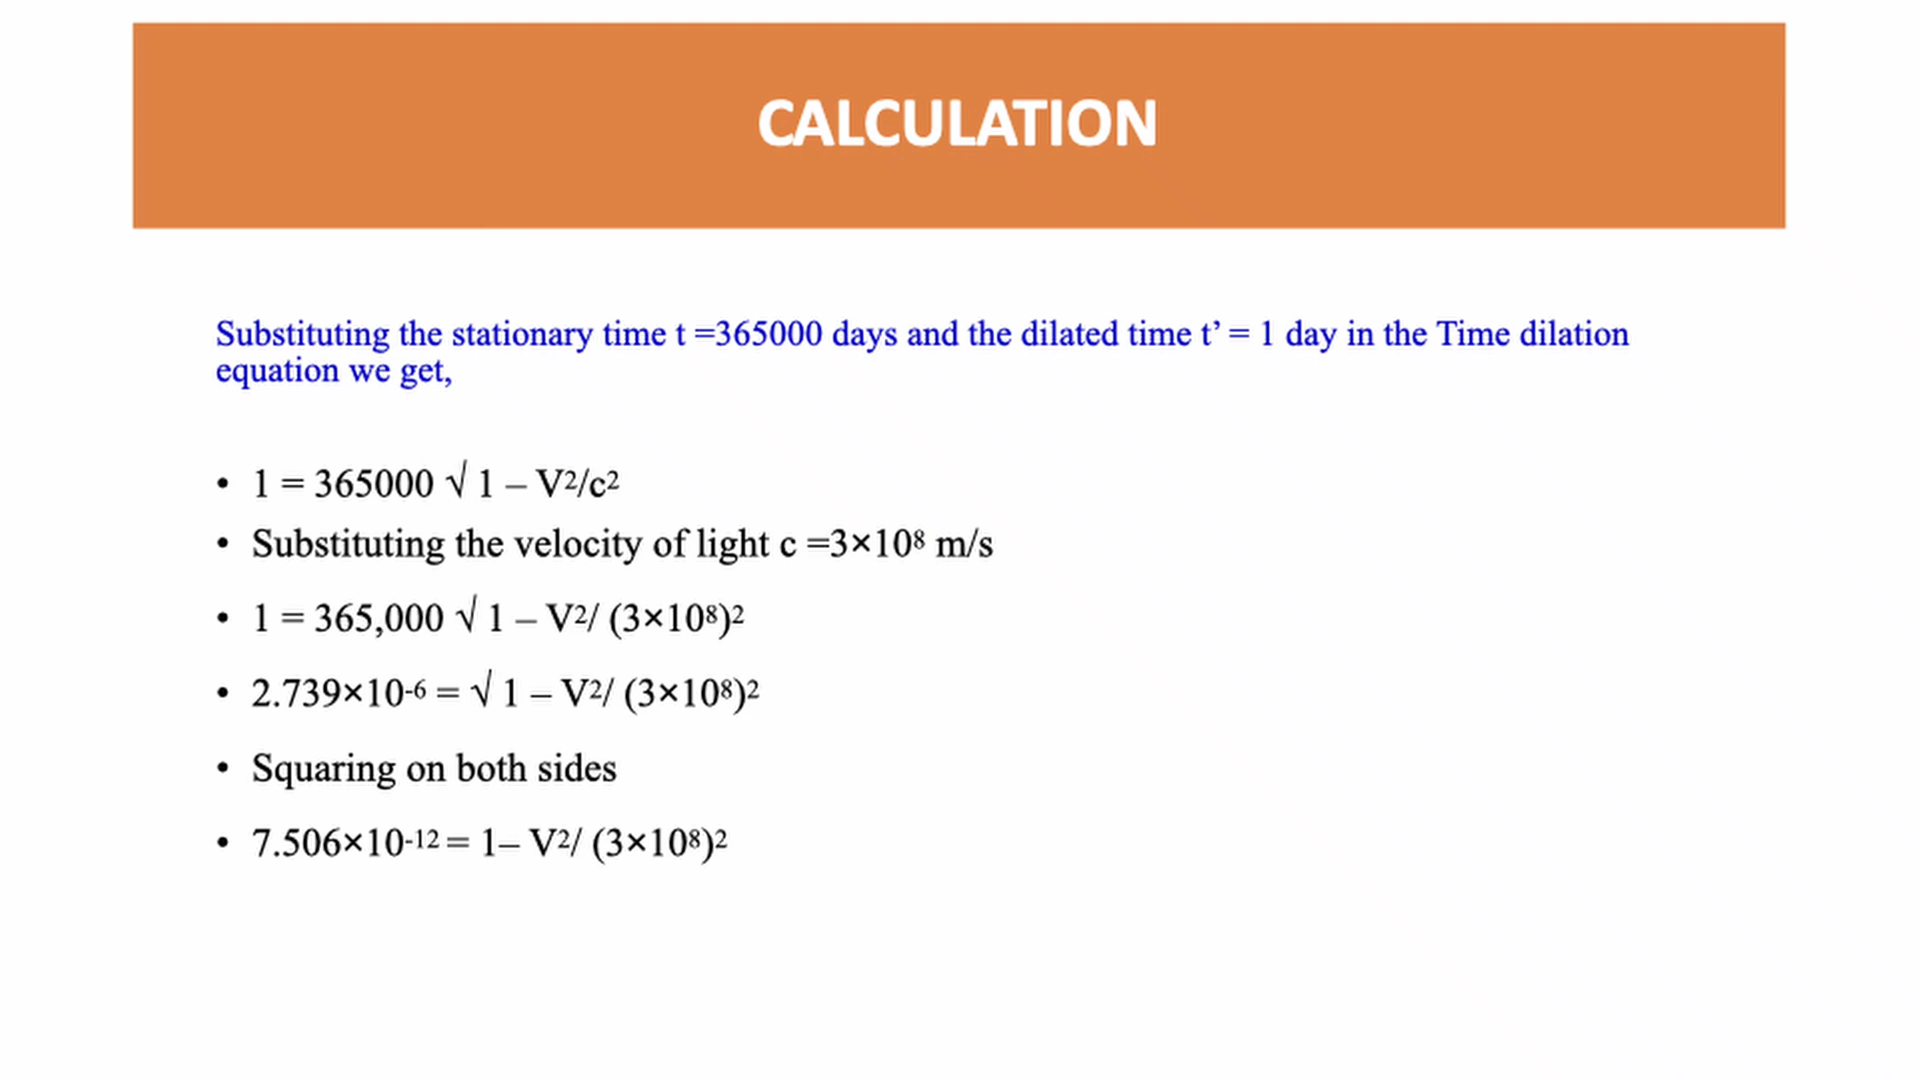 CALCULATION
Substituting the stationary time t =365000 days and the dilated time t’ = 1 day in the Time dilation
equation we get,
• 1 = 365000 √ 1 – V²/c²
• Substituting the velocity of light c =3×10⁸ m/s
• 1 = 365,000 √ 1 – V²/ (3×10⁸)²
• 2.739×10⁻⁶ = √ 1 – V²/ (3×10⁸)²
• Squaring on both sides
• 7.506×10⁻¹² = 1– V²/ (3×10⁸)²